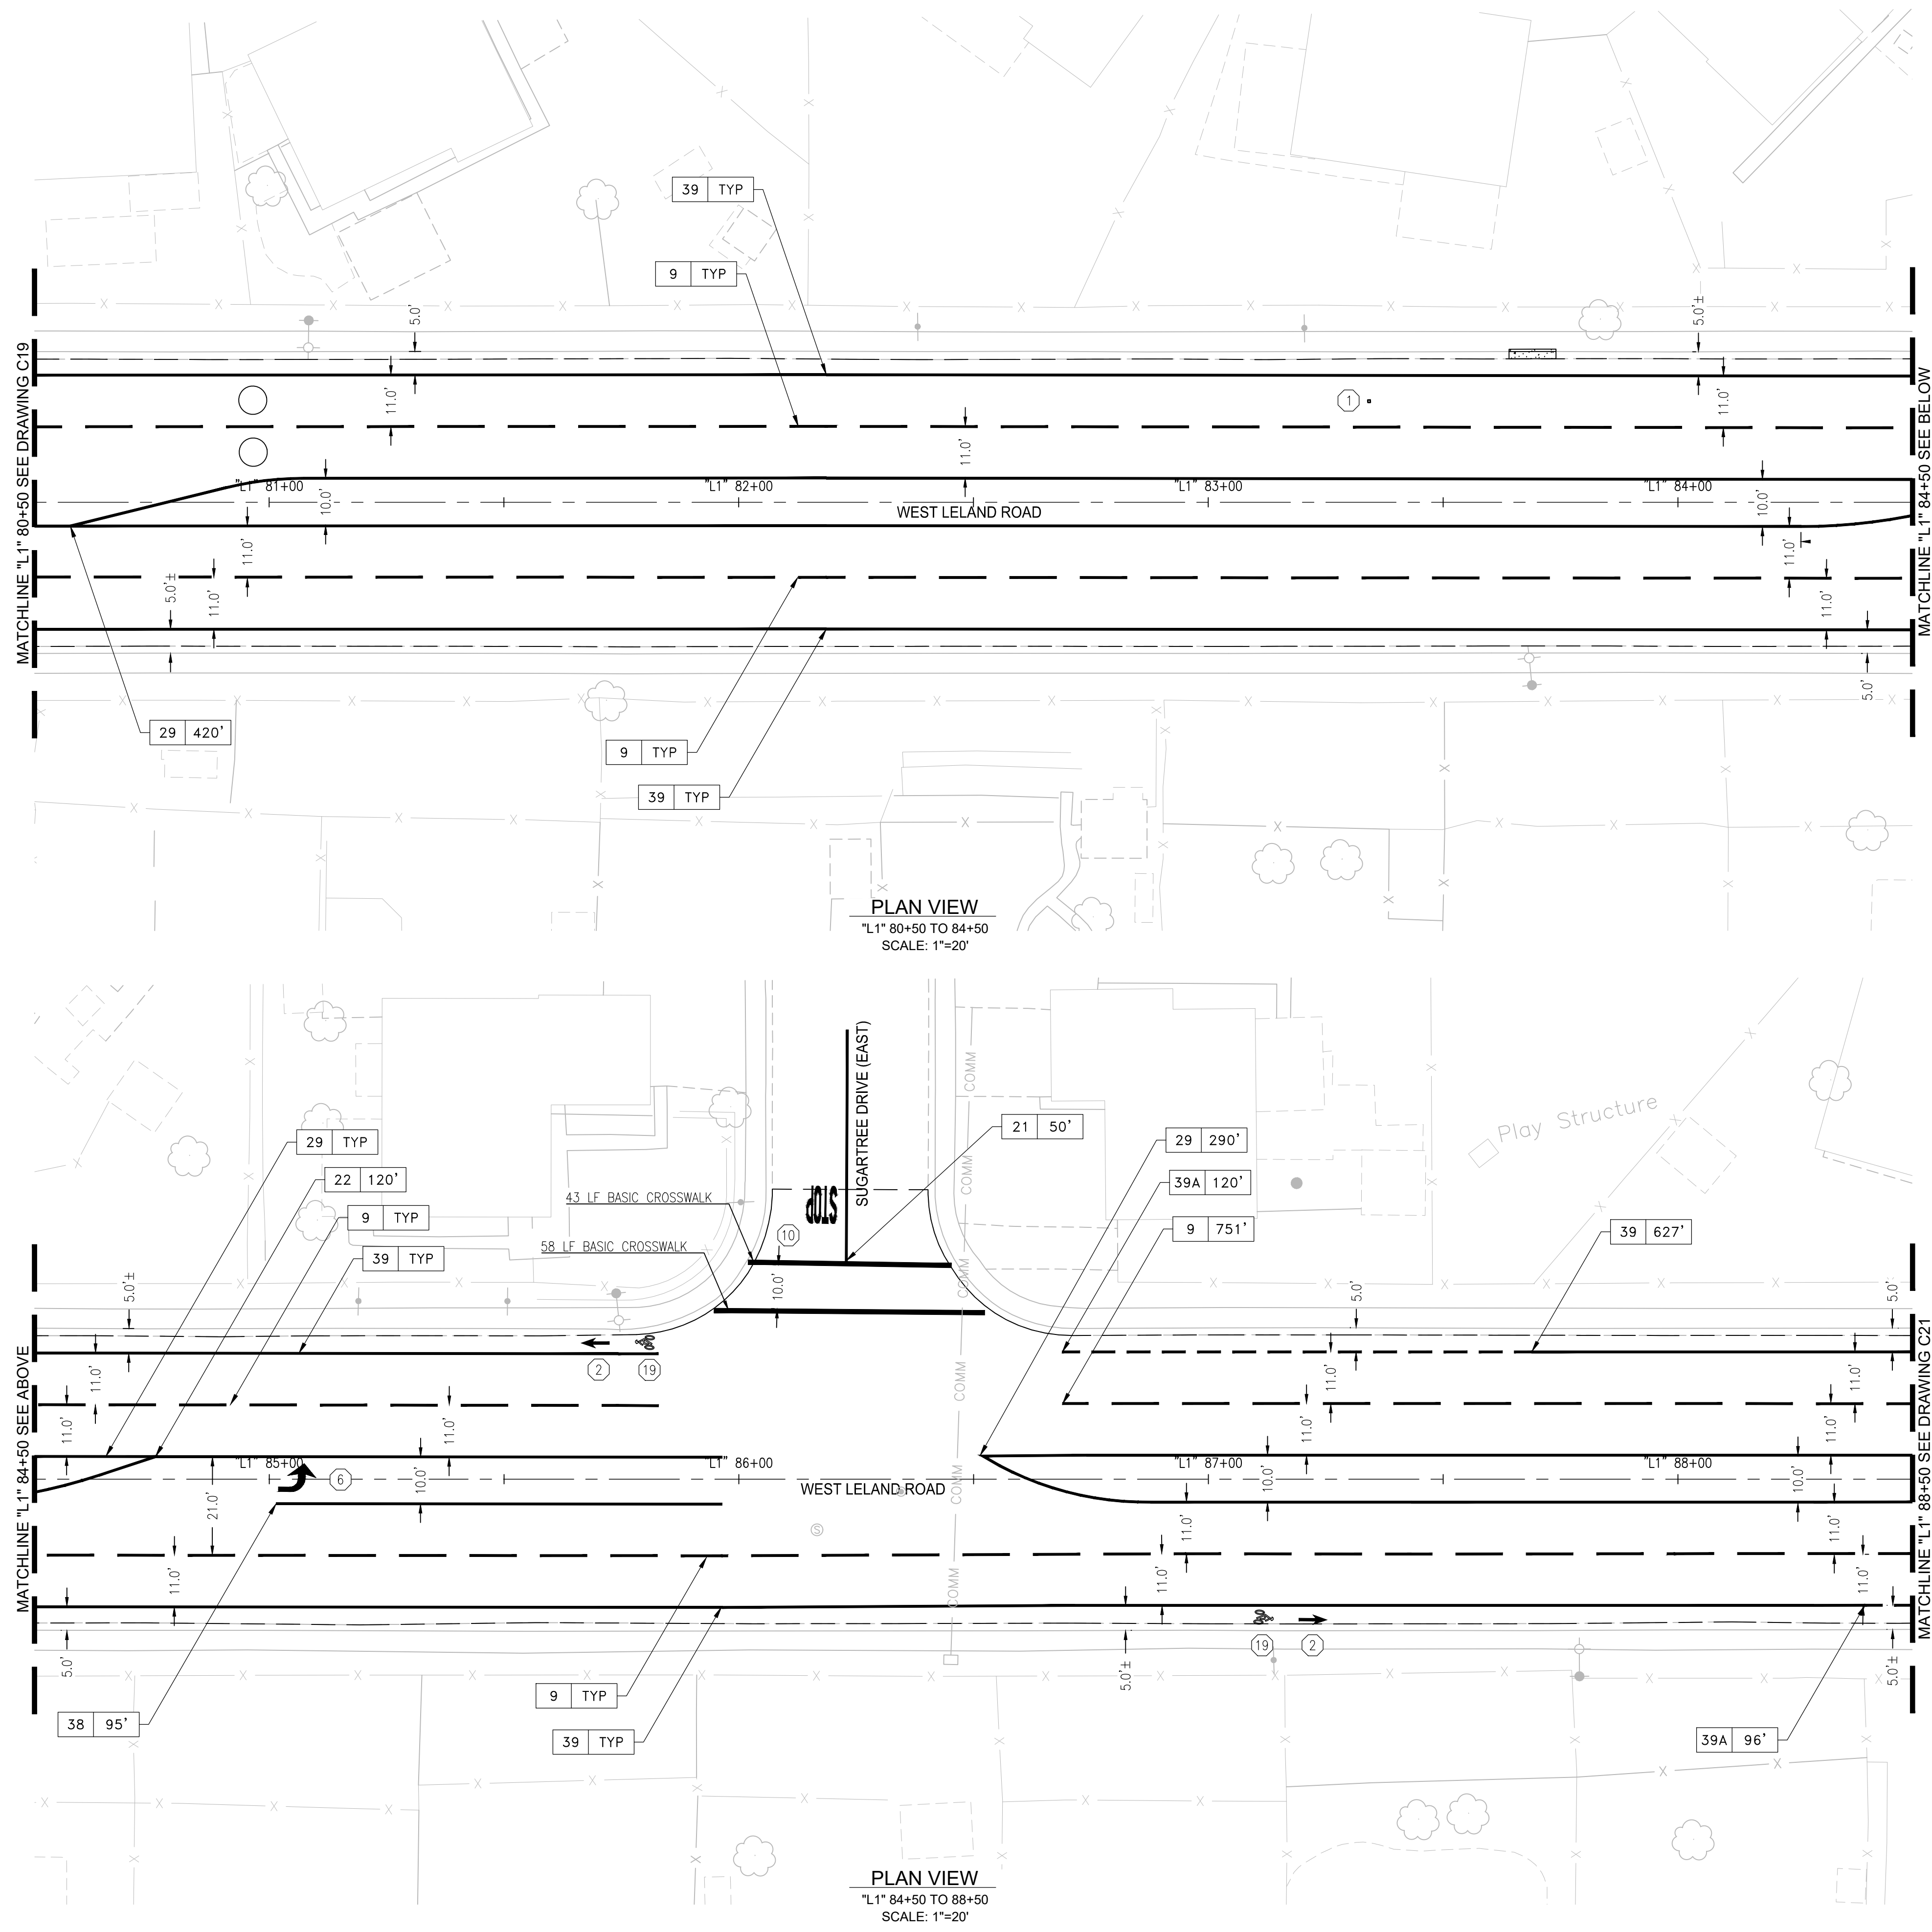 39 TYP
9 TYP
5.0'
5.0'±
MATCHLINE "L1" 80+50 SEE DRAWING C19
11.0'
1
11.0'
MATCHLINE "L1" 84+50 SEE BELOW
11.0'
"L1" 81+00
"L1" 82+00
"L1" 83+00
"L1" 84+00
10.0'
10.0'
WEST LELAND ROAD
11.0'
11.0'
5.0'±
11.0'
11.0'
5.0'
29 420'
9 TYP
39 TYP
PLAN VIEW
"L1" 80+50 TO 84+50
SCALE: 1"=20'
SUGARTREE DRIVE (EAST)
COMM
Play Structure
21 50'
29 TYP
29 290'
22 120'
39A 120'
COMM
43 LF BASIC CROSSWALK
STOP
9 TYP
9 751'
39 627'
10
58 LF BASIC CROSSWALK
39 TYP
COMM
5.0'±
10.0'
5.0'
5.0'
MATCHLINE "L1" 84+50 SEE ABOVE
2
19
11.0'
COMM
11.0'
11.0'
MATCHLINE "L1" 88+50 SEE DRAWING C21
11.0'
11.0'
11.0'
11.0'
"L1" 85+00
"L1" 86+00
"L1" 87+00
"L1" 88+00
6
10.0'
10.0'
10.0'
21.0'
WEST LELAND ROAD
COMM
S
11.0'
11.0'
11.0'
11.0'
11.0'
COMM
19
2
5.0'
5.0'±
5.0'±
9 TYP
38 95'
39 TYP
39A 96'
PLAN VIEW
"L1" 84+50 TO 88+50
SCALE: 1"=20'